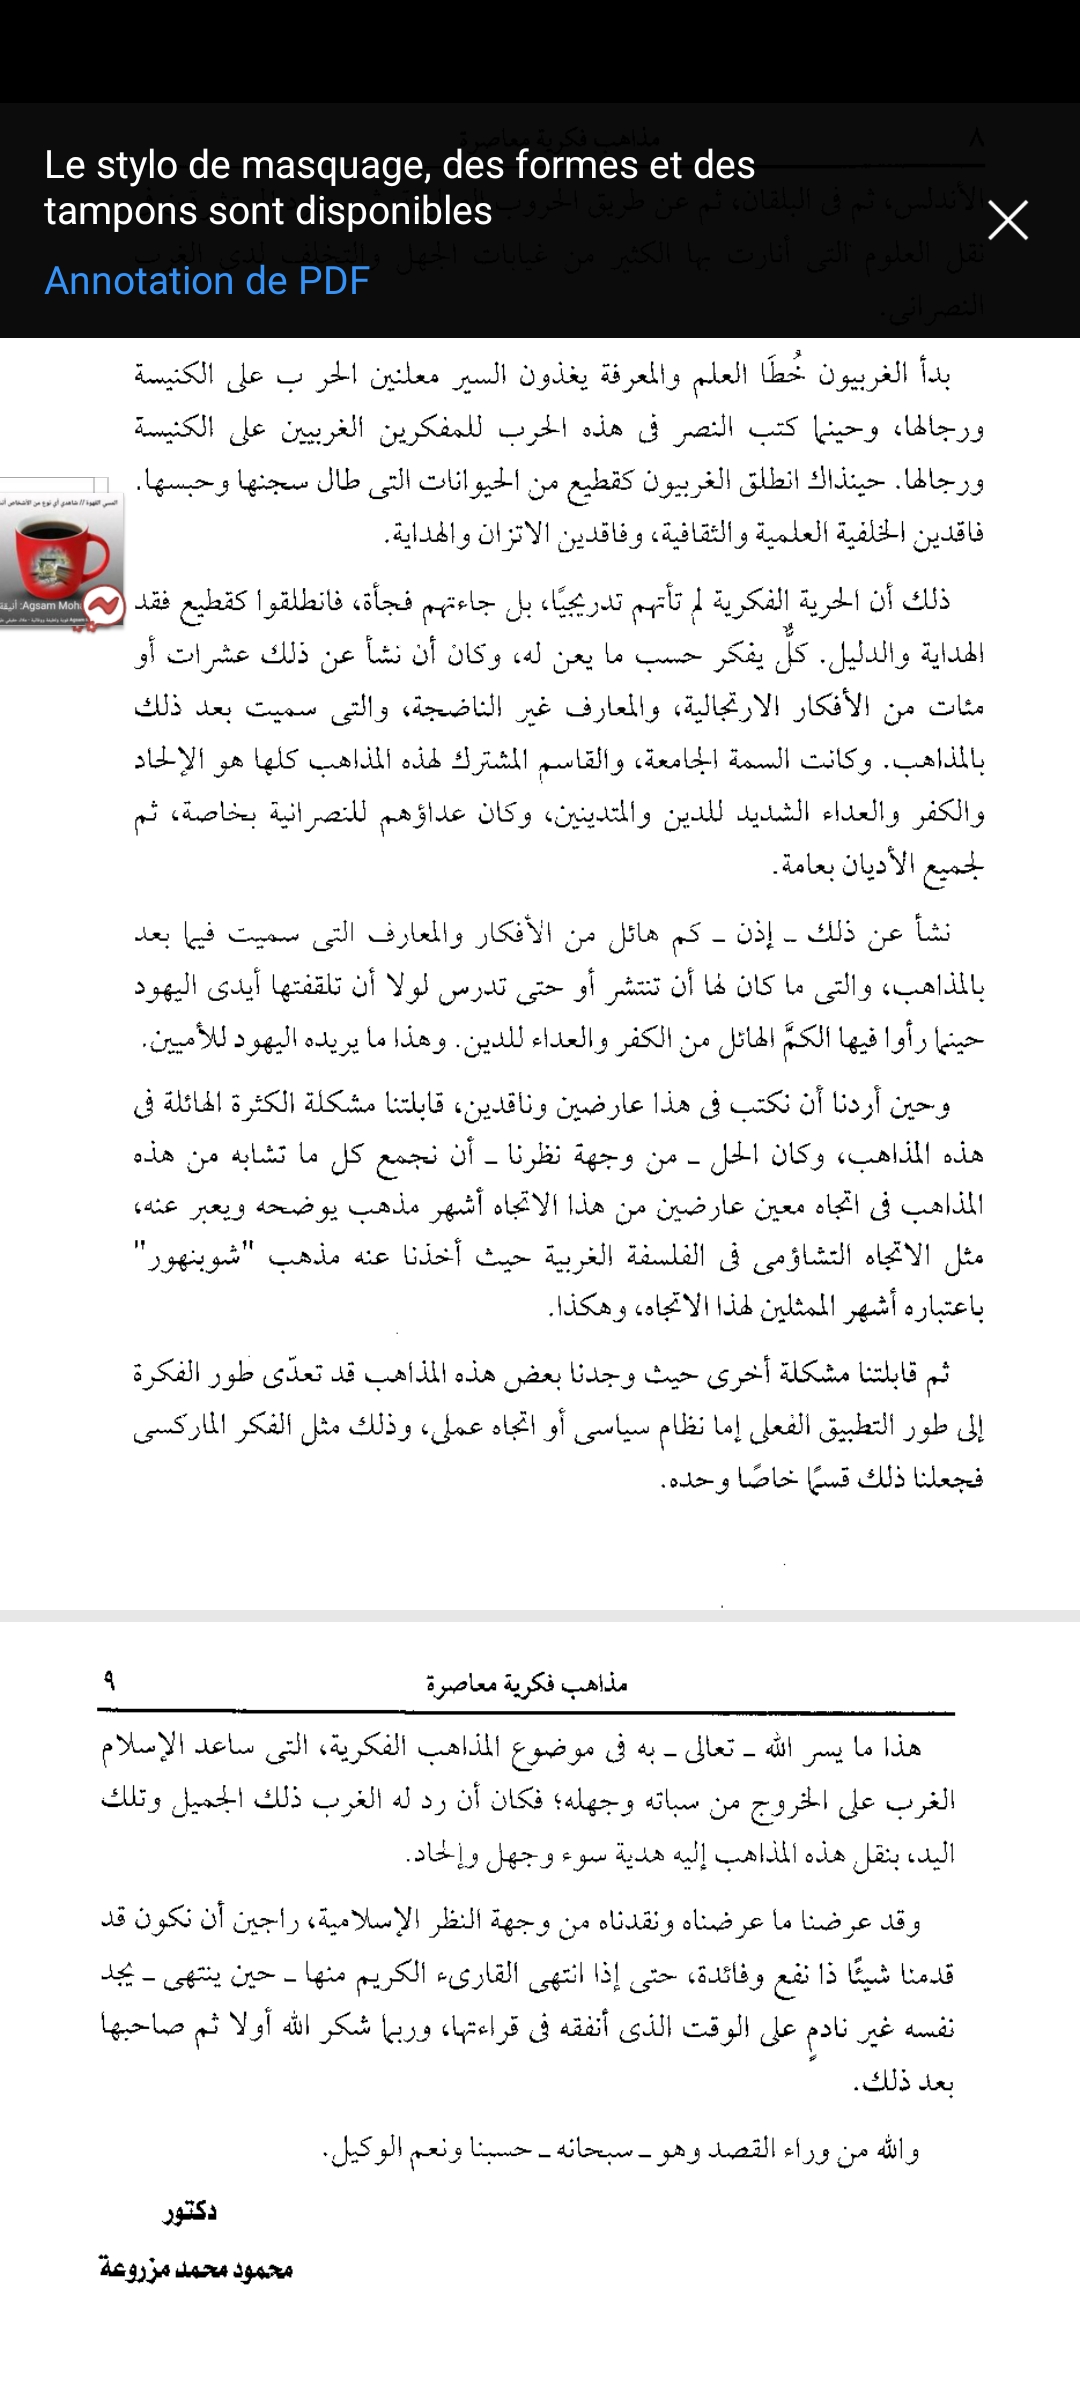 مذاهب فكرية معاصرة ٨
الأندلس، ثم فى البلقان، ثم عن طريق الحروب
نقل العلوم التى أنارت بها الكثير من غيابات الجهل والتخلف لدى الغرب
النصرانى.
Le stylo de masquage, des formes et des
tampons sont disponibles
Annotation de PDF
بدأ الغربيون خُطَا العلم والمعرفة يغذون السير معلنين الحر ب على الكنيسة
ورجالها، وحينما كتب النصر فى هذه الحرب للمفكرين الغربيين على الكنيسة
ورجالها. حينذاك انطلق الغربيون كقطيع من الحيوانات التى طال سجنها وحبسها.
فاقدين الخلفية العلمية والثقافية، وفاقدين الاتزان والهداية.
ذلك أن الحرية الفكرية لم تأتهم تدريجيًا، بل جاءتهم فجأة، فانطلقوا كقطيع فقد
الهداية والدليل. كلٌّ يفكر حسب ما يعن له، وكان أن نشأ عن ذلك عشرات أو
مئات من الأفكار الارتجالية، والمعارف غير الناضجة، والتى سميت بعد ذلك
بالمذاهب. وكانت السمة الجامعة، والقاسم المشترك لهذه المذاهب كلها هو الإلحاد
والكفر والعداء الشديد للدين والمتدينين، وكان عداؤهم للنصرانية بخاصة، ثم
لجميع الأديان بعامة.
نشأ عن ذلك ـ إذن ـ كم هائل من الأفكار والمعارف التى سميت فيما بعد
بالمذاهب، والتى ما كان لها أن تنتشر أو حتى تدرس لولا أن تلقفتها أيدى اليهود
حينما رأوا فيها الكمَّ الهائل من الكفر والعداء للدين. وهذا ما يريده اليهود للأميين.
وحين أردنا أن نكتب فى هذا عارضين وناقدين، قابلتنا مشكلة الكثرة الهائلة فى
هذه المذاهب، وكان الحل ـ من وجهة نظرنا ـ أن نجمع كل ما تشابه من هذه
المذاهب فى اتجاه معين عارضين من هذا الاتجاه أشهر مذهب يوضحه ويعبر عنه،
مثل الاتجاه التشاؤمى فى الفلسفة الغربية حيث أخذنا عنه مذهب "شوبنهور"
باعتباره أشهر الممثلين لهذا الاتجاه، وهكذا.
ثم قابلتنا مشكلة أخرى حيث وجدنا بعض هذه المذاهب قد تعدّى طور الفكرة
إلى طور التطبيق الفعلى إما نظام سياسى أو اتجاه عملى، وذلك مثل الفكر الماركسى
فجعلنا ذلك قسمًا خاصًا وحده.
مذاهب فكرية معاصرة ٩
هذا ما يسر الله ـ تعالى ـ به فى موضوع المذاهب الفكرية، التى ساعد الإسلام
الغرب على الخروج من سباته وجهله؛ فكان أن رد له الغرب ذلك الجميل وتلك
اليد، بنقل هذه المذاهب إليه هدية سوء وجهل وإلحاد.
وقد عرضنا ما عرضناه ونقدناه من وجهة النظر الإسلامية، راجين أن نكون قد
قدمنا شيئًا ذا نفع وفائدة، حتى إذا انتهى القارىء الكريم منها ـ حين ينتهى ـ يجد
نفسه غير نادمٍ على الوقت الذى أنفقه فى قراءتها، وربما شكر الله أولا ثم صاحبها
بعد ذلك.
والله من وراء القصد وهو ـ سبحانه ـ حسبنا ونعم الوكيل.
دكتور
محمود محمد مزروعة